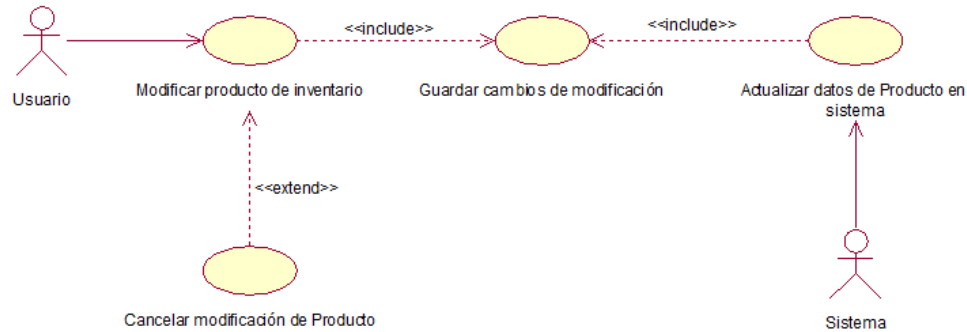 <<include>>
<<include>>
Usuario
Modificar producto de inventario
Guardar cambios de modificación
Actualizar datos de Producto en
sistema
<<extend>>
Cancelar modificación de Producto
Sistema